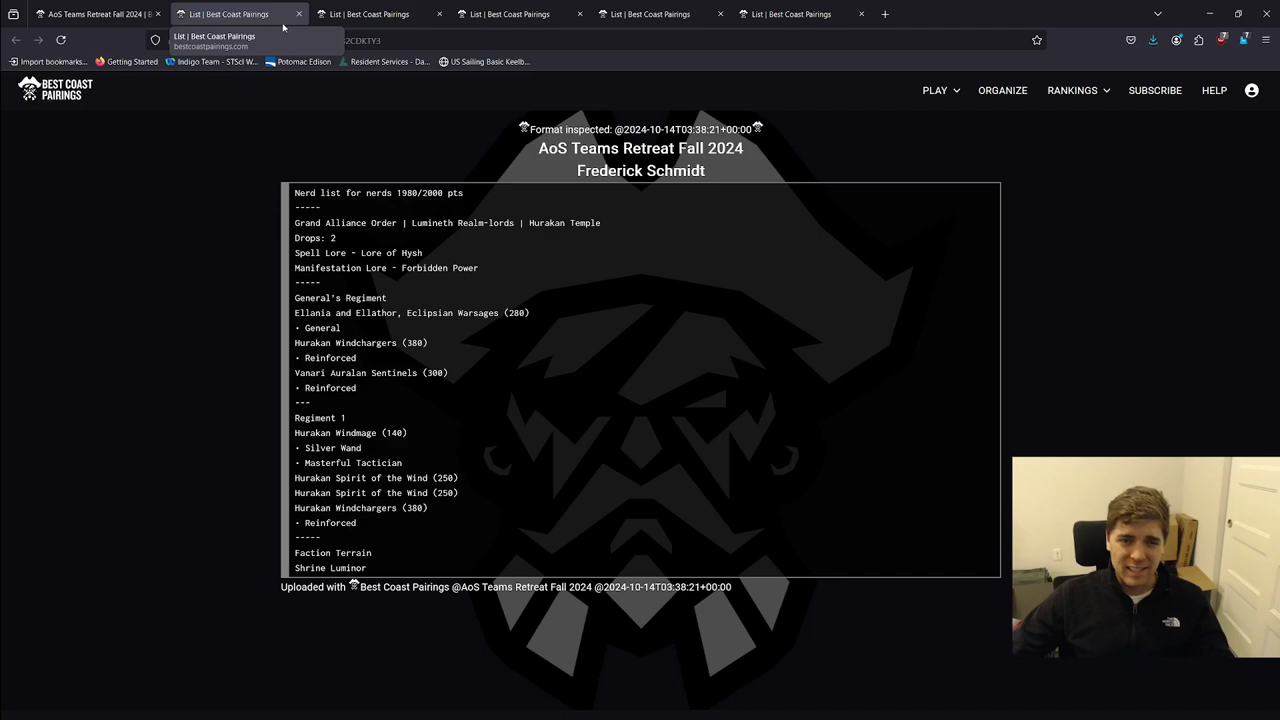 AoS Teams Retreat Fall 2024 | B
List | Best Coast Pairings
List | Best Coast Pairings
List | Best Coast Pairings
List | Best Coast Pairings
List | Best Coast Pairings
List | Best Coast Pairings
bestcoastpairings.com
Import bookmarks...
Getting Started
Indigo Team - STScI W...
Potomac Edison
Resident Services - Da...
US Sailing Basic Keelb...
7
7
BEST COAST
PAIRINGS
PLAY
ORGANIZE
RANKINGS
SUBSCRIBE
HELP
Format inspected: @2024-10-14T03:38:21+00:00
AoS Teams Retreat Fall 2024
Frederick Schmidt
Nerd list for nerds 1980/2000 pts
-----
Grand Alliance Order | Lumineth Realm-lords | Hurakan Temple
Drops: 2
Spell Lore - Lore of Hysh
Manifestation Lore - Forbidden Power
-----
General's Regiment
Ellania and Ellathor, Eclipsian Warsages (280)
• General
Hurakan Windchargers (380)
• Reinforced
Vanari Auralan Sentinels (300)
• Reinforced
---
Regiment 1
Hurakan Windmage (140)
• Silver Wand
• Masterful Tactician
Hurakan Spirit of the Wind (250)
Hurakan Spirit of the Wind (250)
Hurakan Windchargers (380)
• Reinforced
-----
Faction Terrain
Shrine Luminor
Uploaded with Best Coast Pairings @AoS Teams Retreat Fall 2024 @2024-10-14T03:38:21+00:00